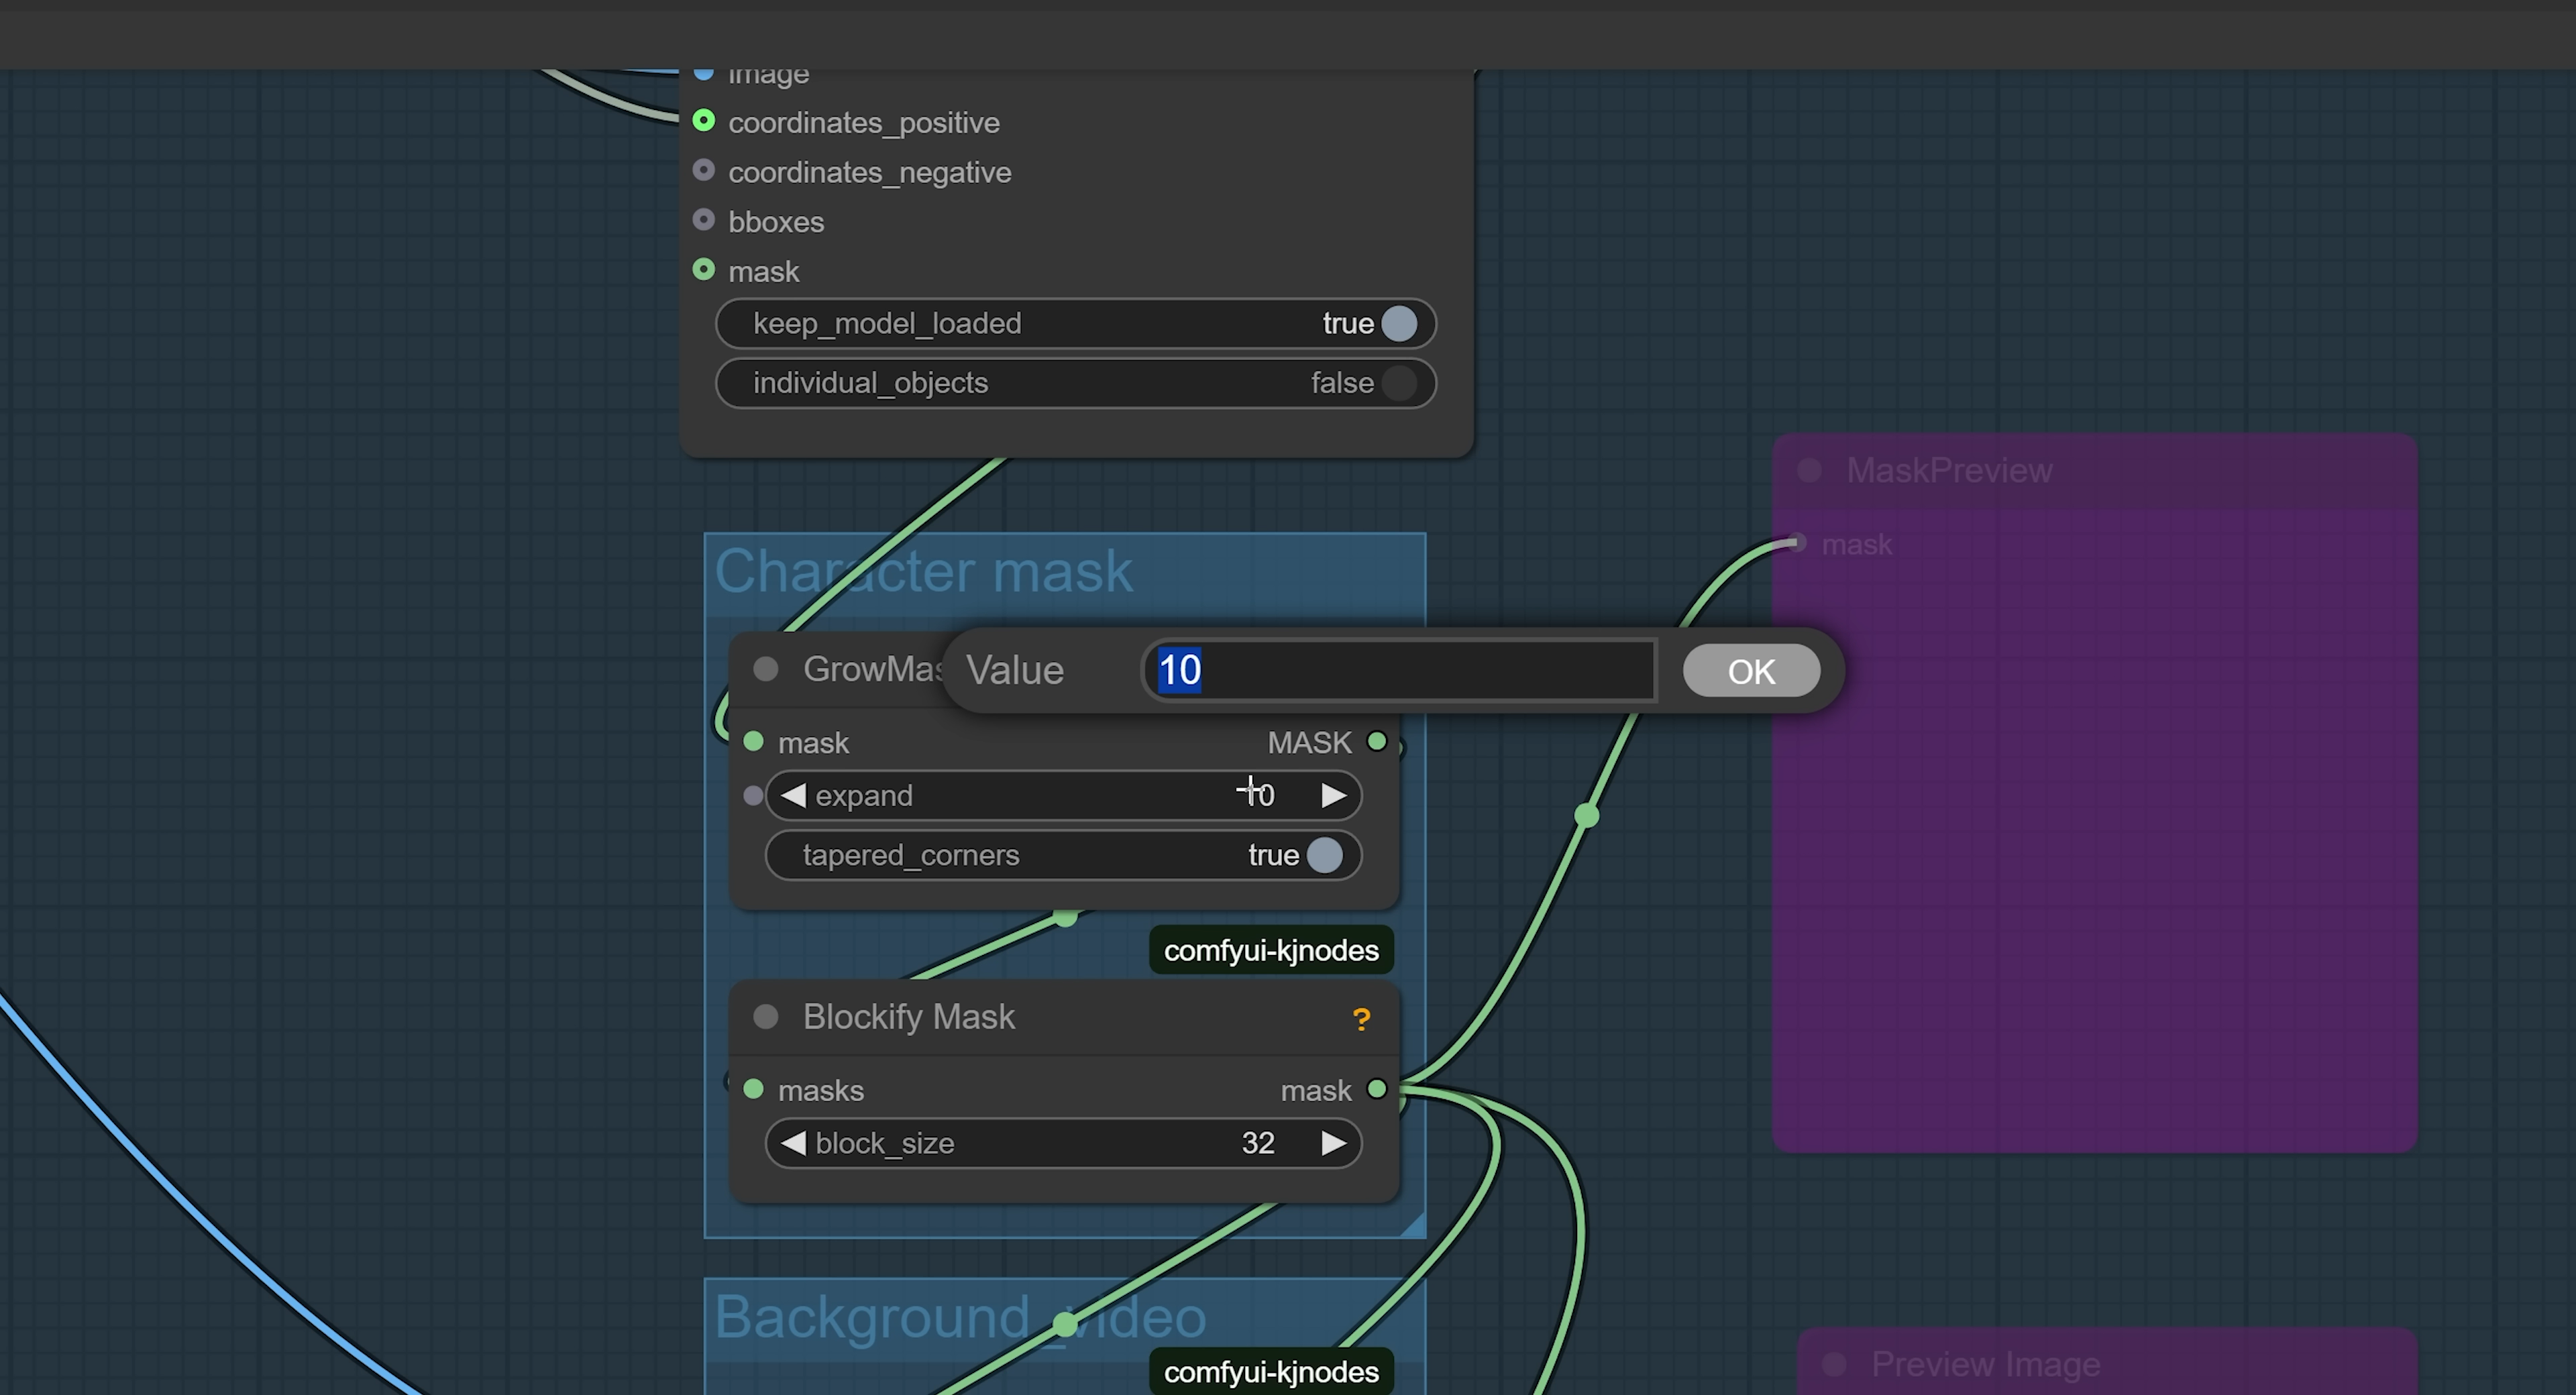 image
coordinates_positive
coordinates_negative
bboxes
mask
keep_model_loaded true
individual_objects false
MaskPreview
mask
Character mask
GrowMas
Value 10 OK
mask MASK
expand 10
tapered_corners true
comfyui-kjnodes
Blockify Mask ?
masks mask
block_size 32
Background_video
comfyui-kjnodes
Preview Image